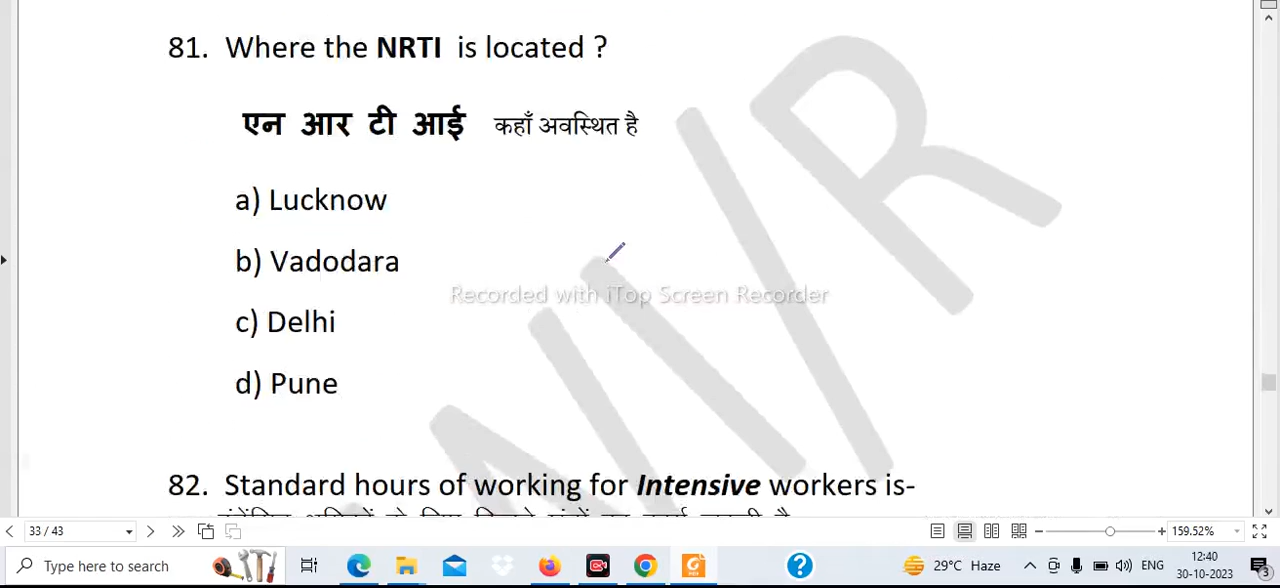 81. Where the NRTI is located ?
एन आर टी आई कहाँ अवस्थित है
a) Lucknow
b) Vadodara
Recorded with iTop Screen Recorder
c) Delhi
d) Pune
82. Standard hours of working for Intensive workers is-
33 / 43
159.52%
Type here to search
29°C Haze
ENG
12:40
30-10-2023
3